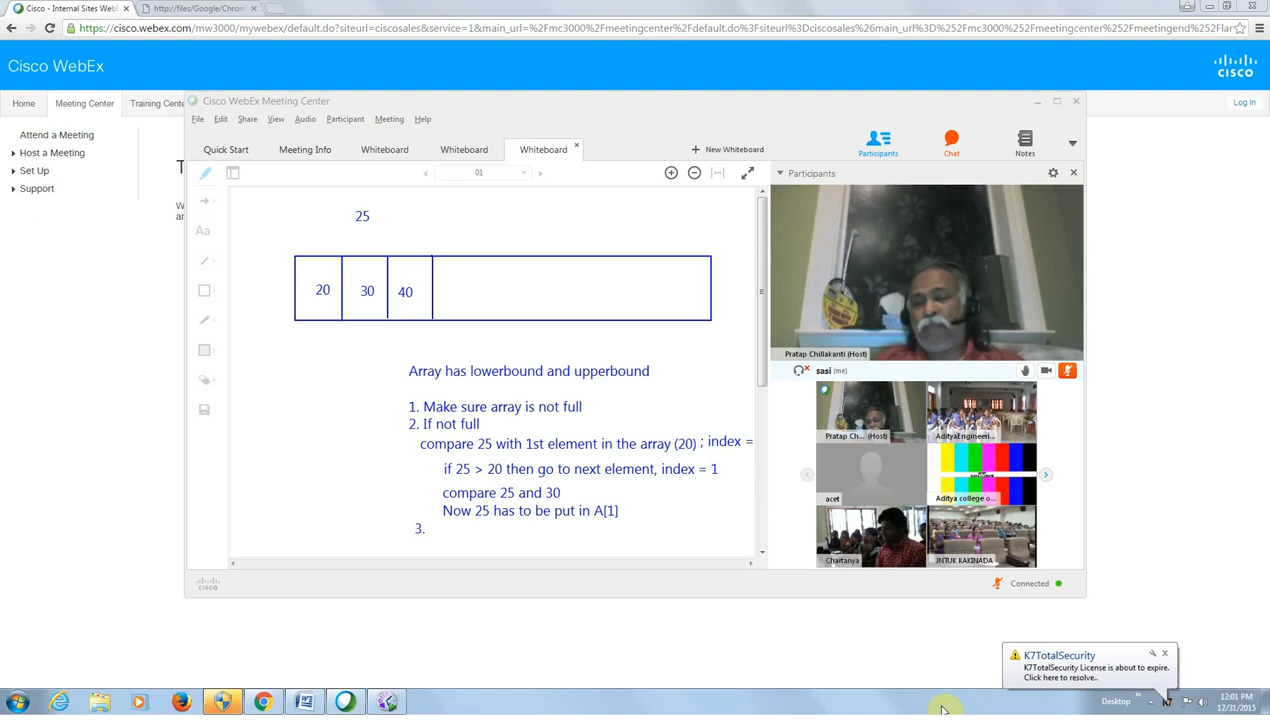 Cisco - Internal Sites Web
http://files/Google/Chrom
https://cisco.webex.com/mw3000/mywebex/default.do?siteurl=ciscosales&service=1&main_url=%2Fmc3000%2Fmeetingcenter%2Fdefault.do%3Fsiteurl%3Dciscosales%26main_url%3D%252Fmc3000%252Fmeetingcenter%252Fmeetingend%252Flar
Cisco WebEx
CISCO
Home Meeting Center Training Cente
Log In
Attend a Meeting
Host a Meeting
Set Up
Support
Cisco WebEx Meeting Center
File Edit Share View Audio Participant Meeting Help
Quick Start Meeting Info Whiteboard Whiteboard Whiteboard New Whiteboard
Participants Chat Notes
01
Participants
Aa
25
20 30 40
Array has lowerbound and upperbound
1. Make sure array is not full
2. If not full
compare 25 with 1st element in the array (20) ; index =
if 25 > 20 then go to next element, index = 1
compare 25 and 30
Now 25 has to be put in A[1]
3.
Pratap Chillakanti (Host)
sasi (me)
Pratap Ch... (Host) AdityaEngineeri...
acet Aditya college o...
Chaitanya JNTUK KAKINADA
CISCO
Connected
K7TotalSecurity
K7TotalSecurity License is about to expire.
Click here to resolve..
Desktop
12:01 PM
12/31/2015